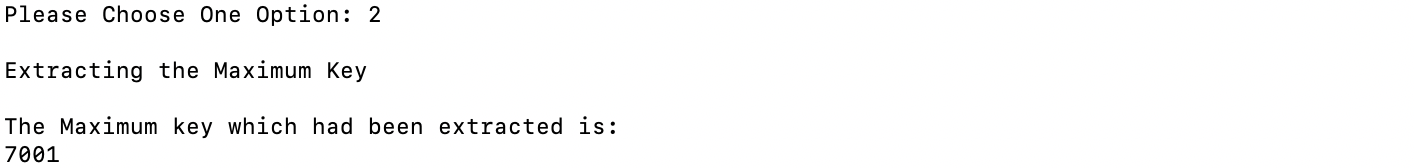 Please Choose One Option: 2
Extracting the Maximum Key
The Maximum key which had been extracted is:
7001